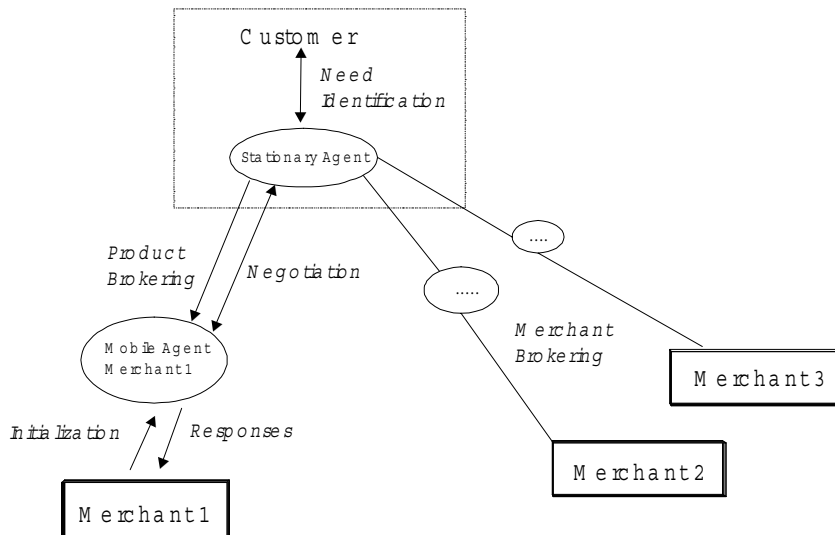 Customer
Need
Identification
Stationary Agent
....
Product
Brokering
Negotiation
.....
Merchant
Brokering
Mobile Agent
Merchant1
Merchant3
Initialization
Responses
Merchant2
Merchant1